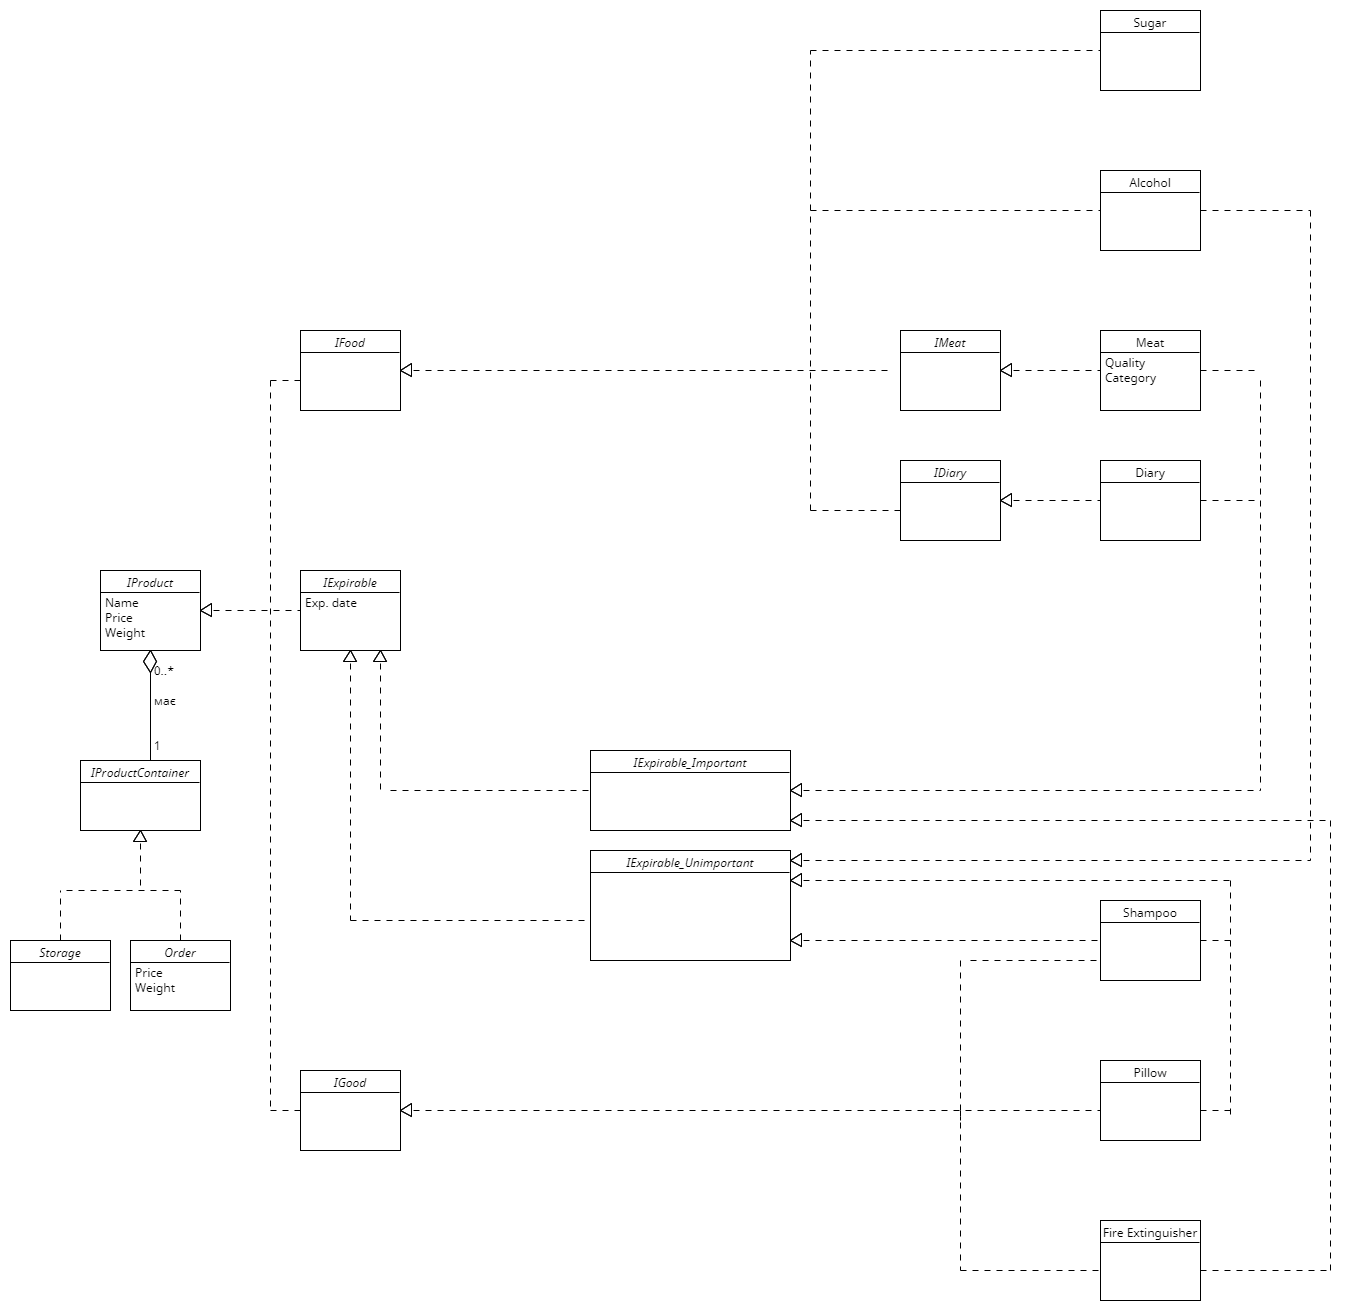 Sugar
Alcohol
IFood
IMeat
Meat
Quality
Category
IDiary
Diary
IProduct
Name
Price
Weight
IExpirable
Exp. date
0..*
має
1
IProductContainer
IExpirable_Important
IExpirable_Unimportant
Storage
Order
Price
Weight
Shampoo
IGood
Pillow
Fire Extinguisher